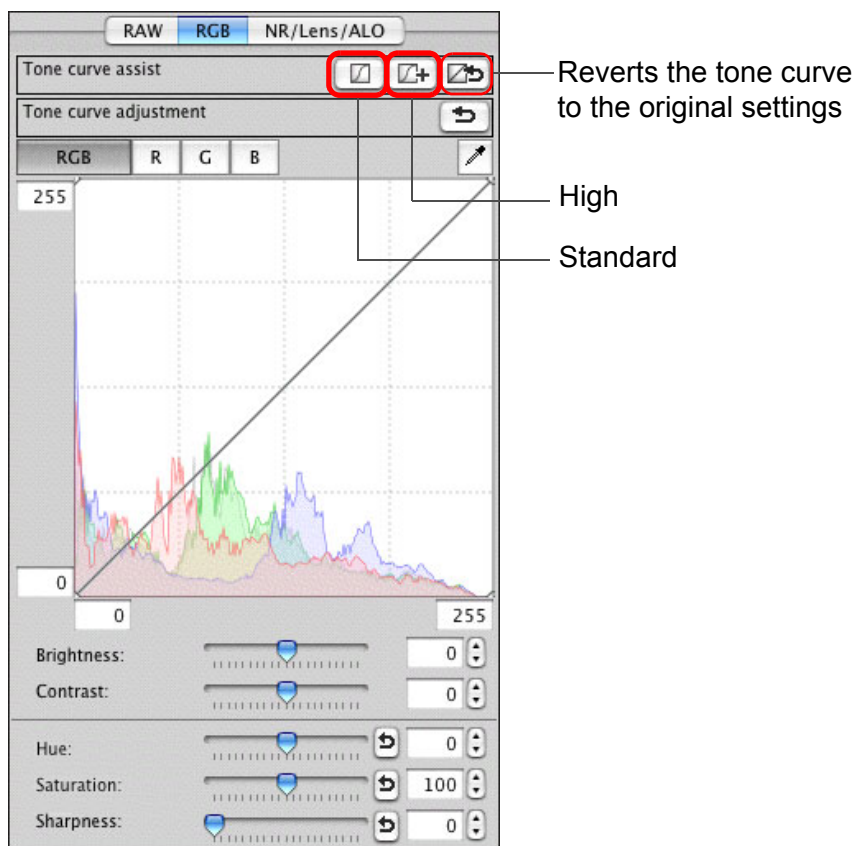 RAW RGB NR/Lens/ALO
Tone curve assist
Reverts the tone curve
to the original settings
Tone curve adjustment
RGB R G B
High
255
Standard
0
0 255
Brightness: 0
Contrast: 0
Hue: 0
Saturation: 100
Sharpness: 0